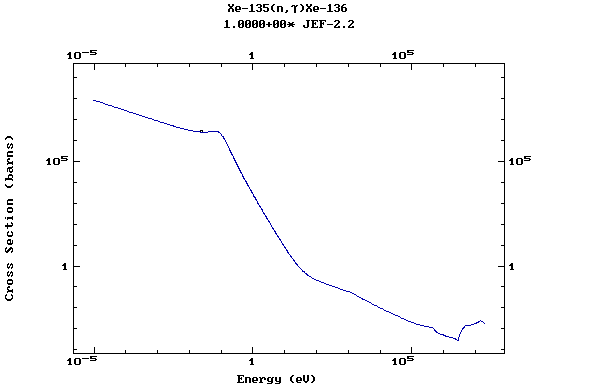 Xe-135(n,γ)Xe-136
1.0000+00* JEF-2.2
10-5 1 105
Cross Section (barns)
105 105
1 1
10-5 1 105
Energy (eV)